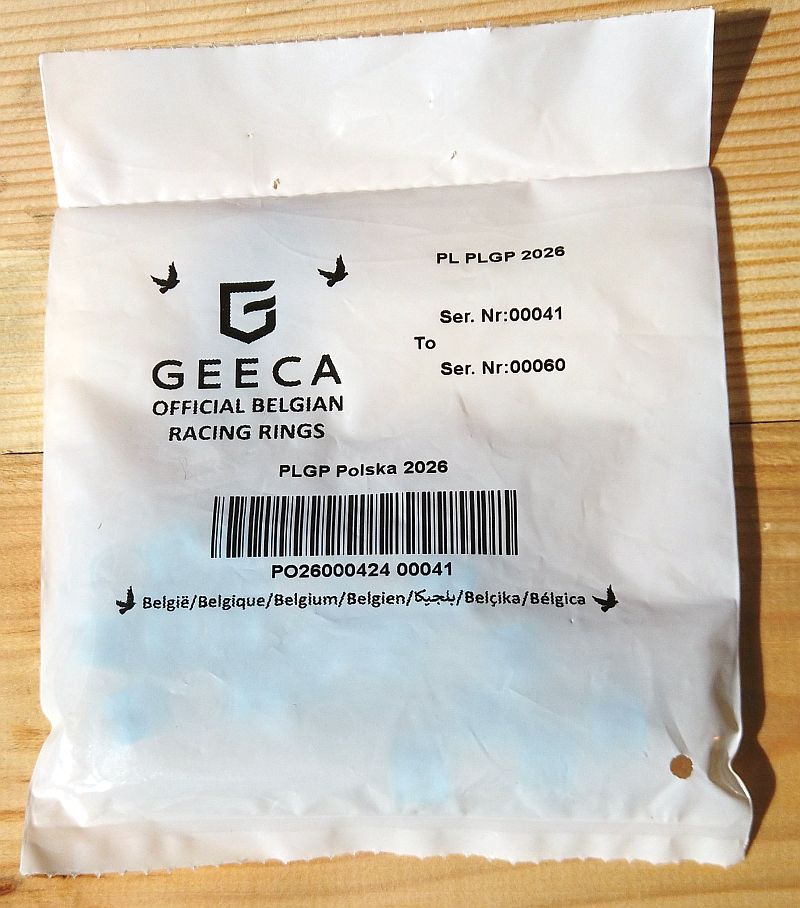 PL PLGP 2026
Ser. Nr:00041
To
Ser. Nr:00060
GEECA
OFFICIAL BELGIAN
RACING RINGS
PLGP Polska 2026
PO26000424 00041
België/Belgique/Belgium/Belgien/بلجيكا/Belçika/Bélgica